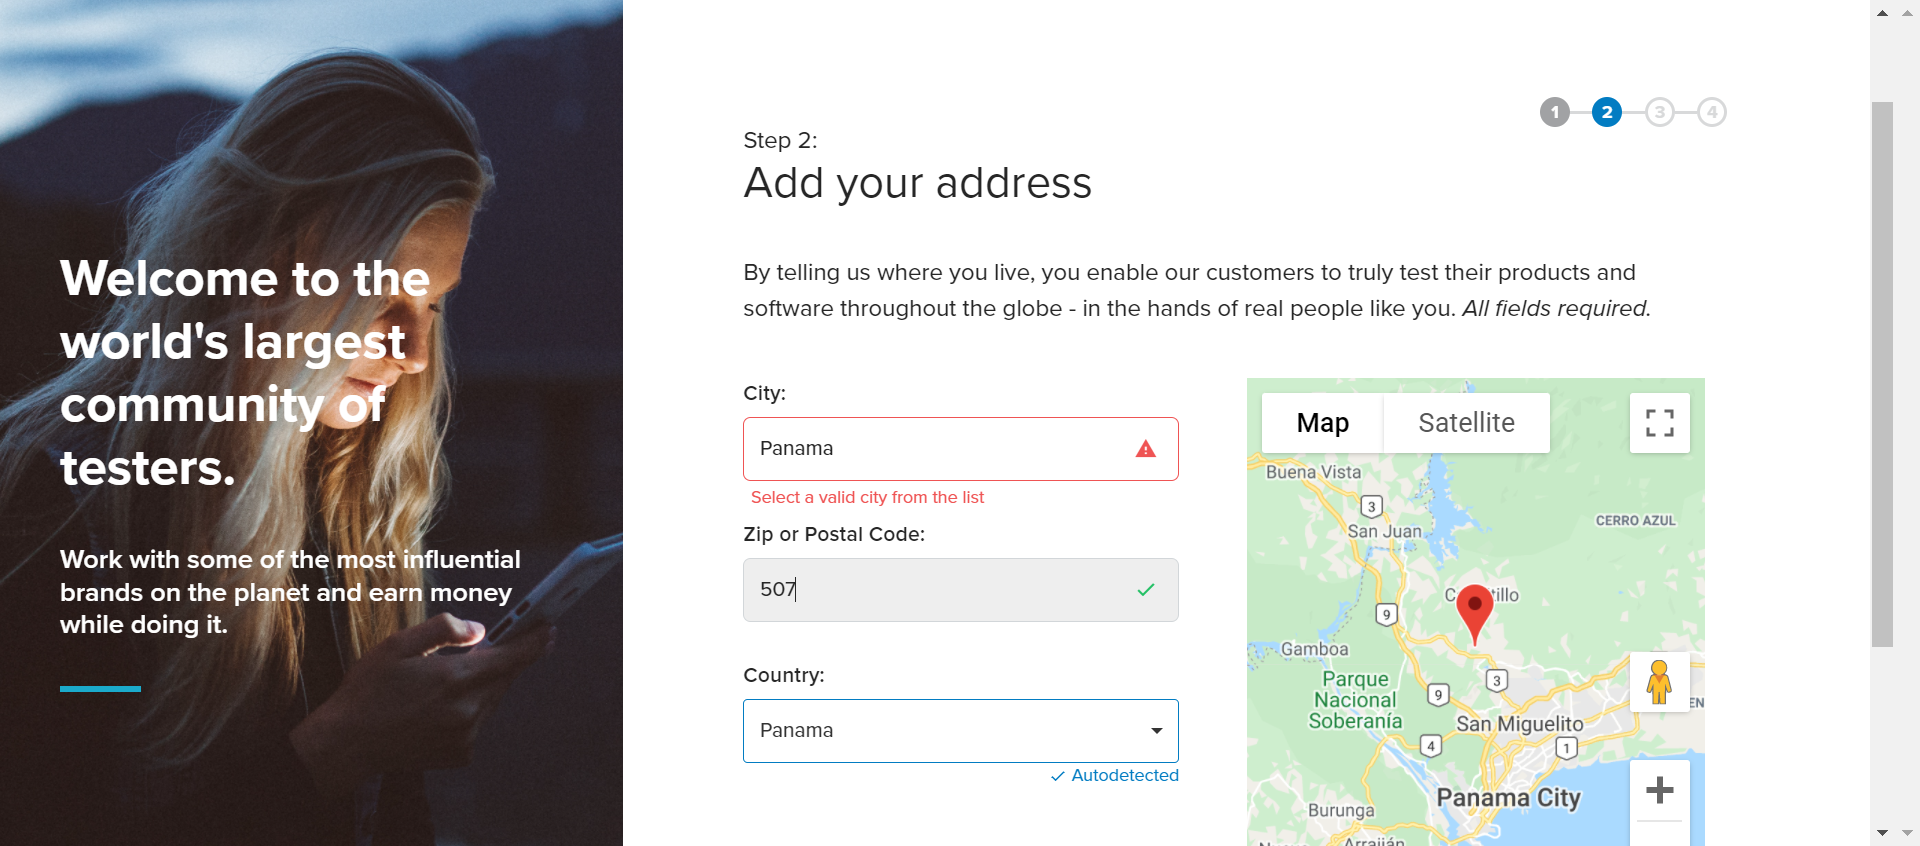 Welcome to the
world's largest
community of
testers.
Work with some of the most influential
brands on the planet and earn money
while doing it.
1 2 3 4
Step 2:
Add your address
By telling us where you live, you enable our customers to truly test their products and
software throughout the globe - in the hands of real people like you. All fields required.
City:
Panama
Select a valid city from the list
Zip or Postal Code:
507
Country:
Panama
Autodetected
Map Satellite
Buena Vista
3
San Juan
CERRO AZUL
9
Gamboa
3
Parque
Nacional
Soberanía
9
San Miguelito
4
1
Panama City
Burunga